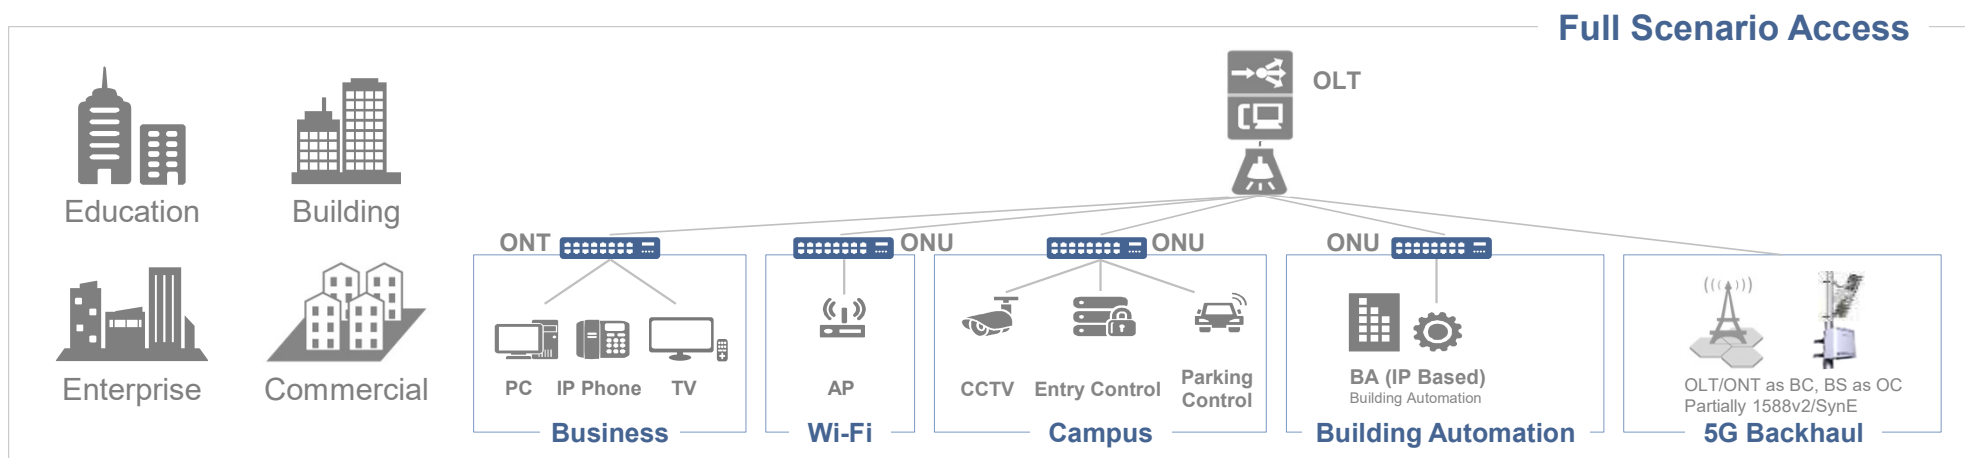 Full Scenario Access
OLT
Education
Building
Enterprise
Commercial
ONT
ONU
ONU
ONU
PC
IP Phone
TV
Business
AP
Wi-Fi
CCTV
Entry Control
Parking
Control
Campus
BA (IP Based)
Building Automation
Building Automation
OLT/ONT as BC, BS as OC
Partially 1588v2/SynE
5G Backhaul